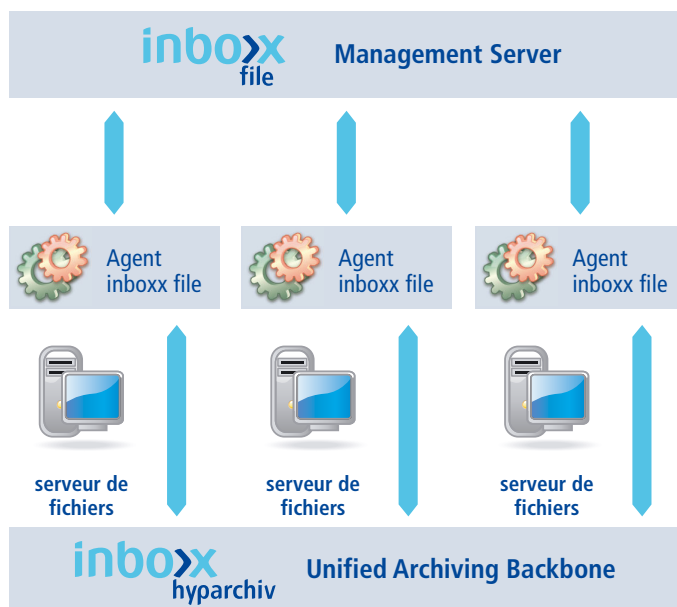 inboxx file Management Server
Agent inboxx file
Agent inboxx file
Agent inboxx file
serveur de fichiers
serveur de fichiers
serveur de fichiers
inboxx hyparchiv Unified Archiving Backbone